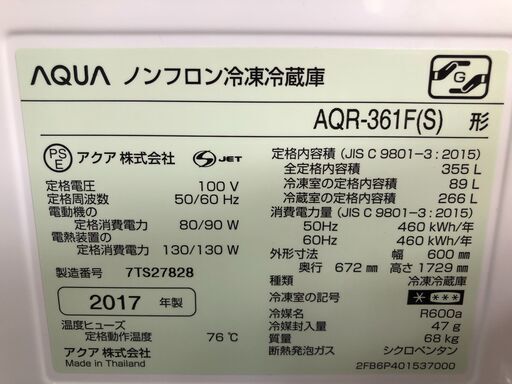 AQUA ノンフロン冷凍冷蔵庫
G
AQR-361F(S) 形
PS E アクア株式会社 S JET
定格電圧 100 V
定格周波数 50/60 Hz
電動機の
定格消費電力 80/90 W
電熱装置の
定格消費電力 130/130 W
製造番号 7TS27828
2017 年製
温度ヒューズ
定格動作温度 76℃
アクア株式会社
Made in Thailand
定格内容積 (JIS C 9801-3:2015)
全定格内容積 355 L
冷凍室の定格内容積 89 L
冷蔵室の定格内容積 266 L
消費電力量 (JIS C 9801-3:2015)
50Hz 460 kWh/年
60Hz 460 kWh/年
外形寸法 幅 600 mm
奥行 672 mm 高さ 1729 mm
種類 冷凍冷蔵庫
冷凍室の記号 * ***
冷媒名 R600a
冷媒封入量 47 g
質量 68 kg
断熱発泡ガス シクロペンタン
2FB6P401537000